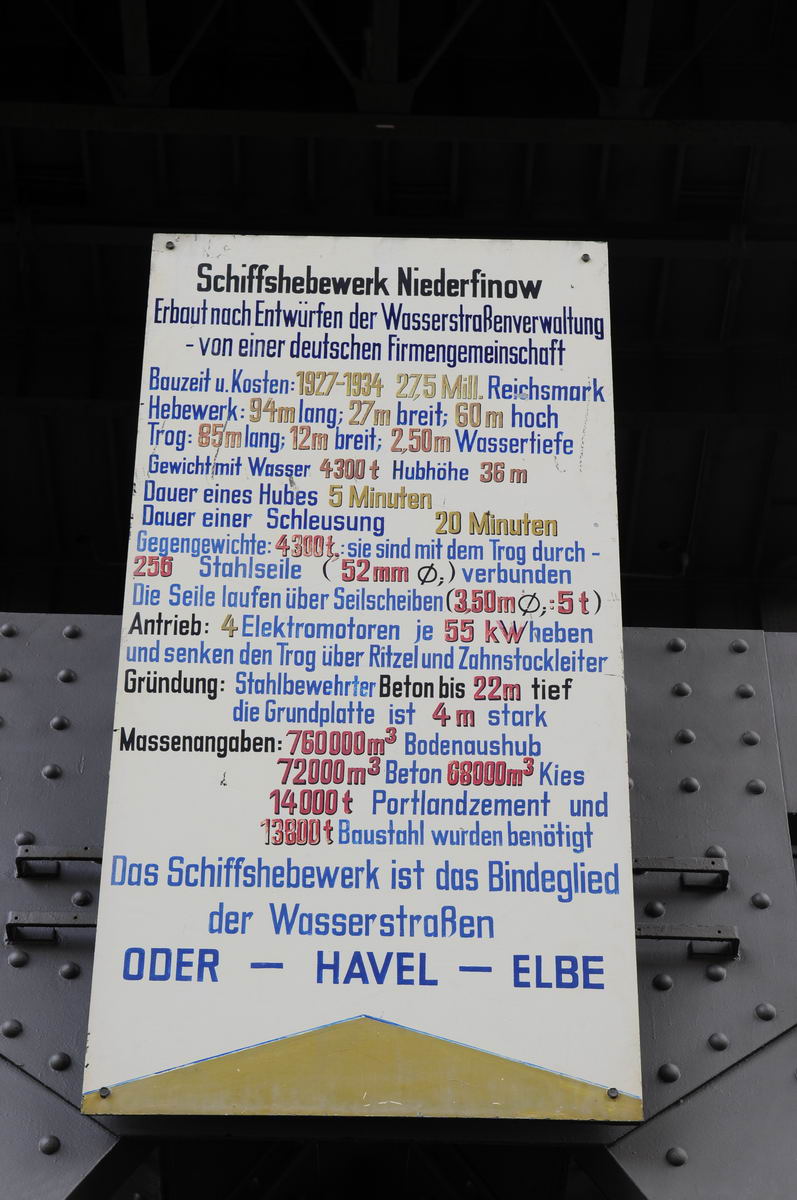 Schiffshebewerk Niederfinow
Erbaut nach Entwürfen der Wasserstraßenverwaltung
- von einer deutschen Firmengemeinschaft
Bauzeit u. Kosten: 1927-1934 27,5 Mill. Reichsmark
Hebewerk: 94m lang; 27m breit; 60m hoch
Trog: 85m lang; 12m breit; 2,50m Wassertiefe
Gewicht mit Wasser 4300t Hubhöhe 36m
Dauer eines Hubes 5 Minuten
Dauer einer Schleusung 20 Minuten
Gegengewichte: 4300t.: sie sind mit dem Trog durch -
256 Stahlseile (52mm Ø;) verbunden
Die Seile laufen über Seilscheiben (3,50m Ø;: 5t)
Antrieb: 4 Elektromotoren je 55 kW heben
und senken den Trog über Ritzel und Zahnstockleiter
Gründung: Stahlbewehrter Beton bis 22m tief
die Grundplatte ist 4m stark
Massenangaben: 760000m³ Bodenaushub
72000m³ Beton 68000m³ Kies
14000t Portlandzement und
13800t Baustahl wurden benötigt
Das Schiffshebewerk ist das Bindeglied
der Wasserstraßen
ODER — HAVEL — ELBE